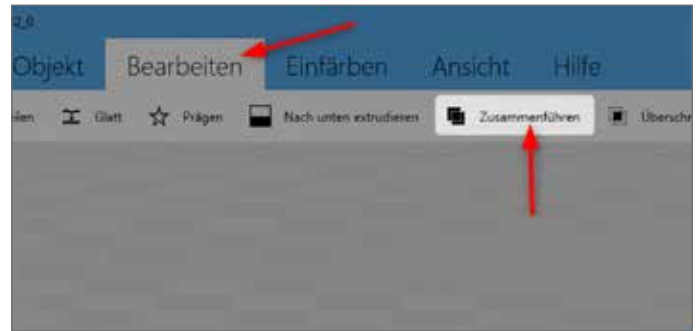 Objekt Bearbeiten Einfärben Ansicht Hilfe
Glatt Prägen Nach unten extrudieren Zusammenführen